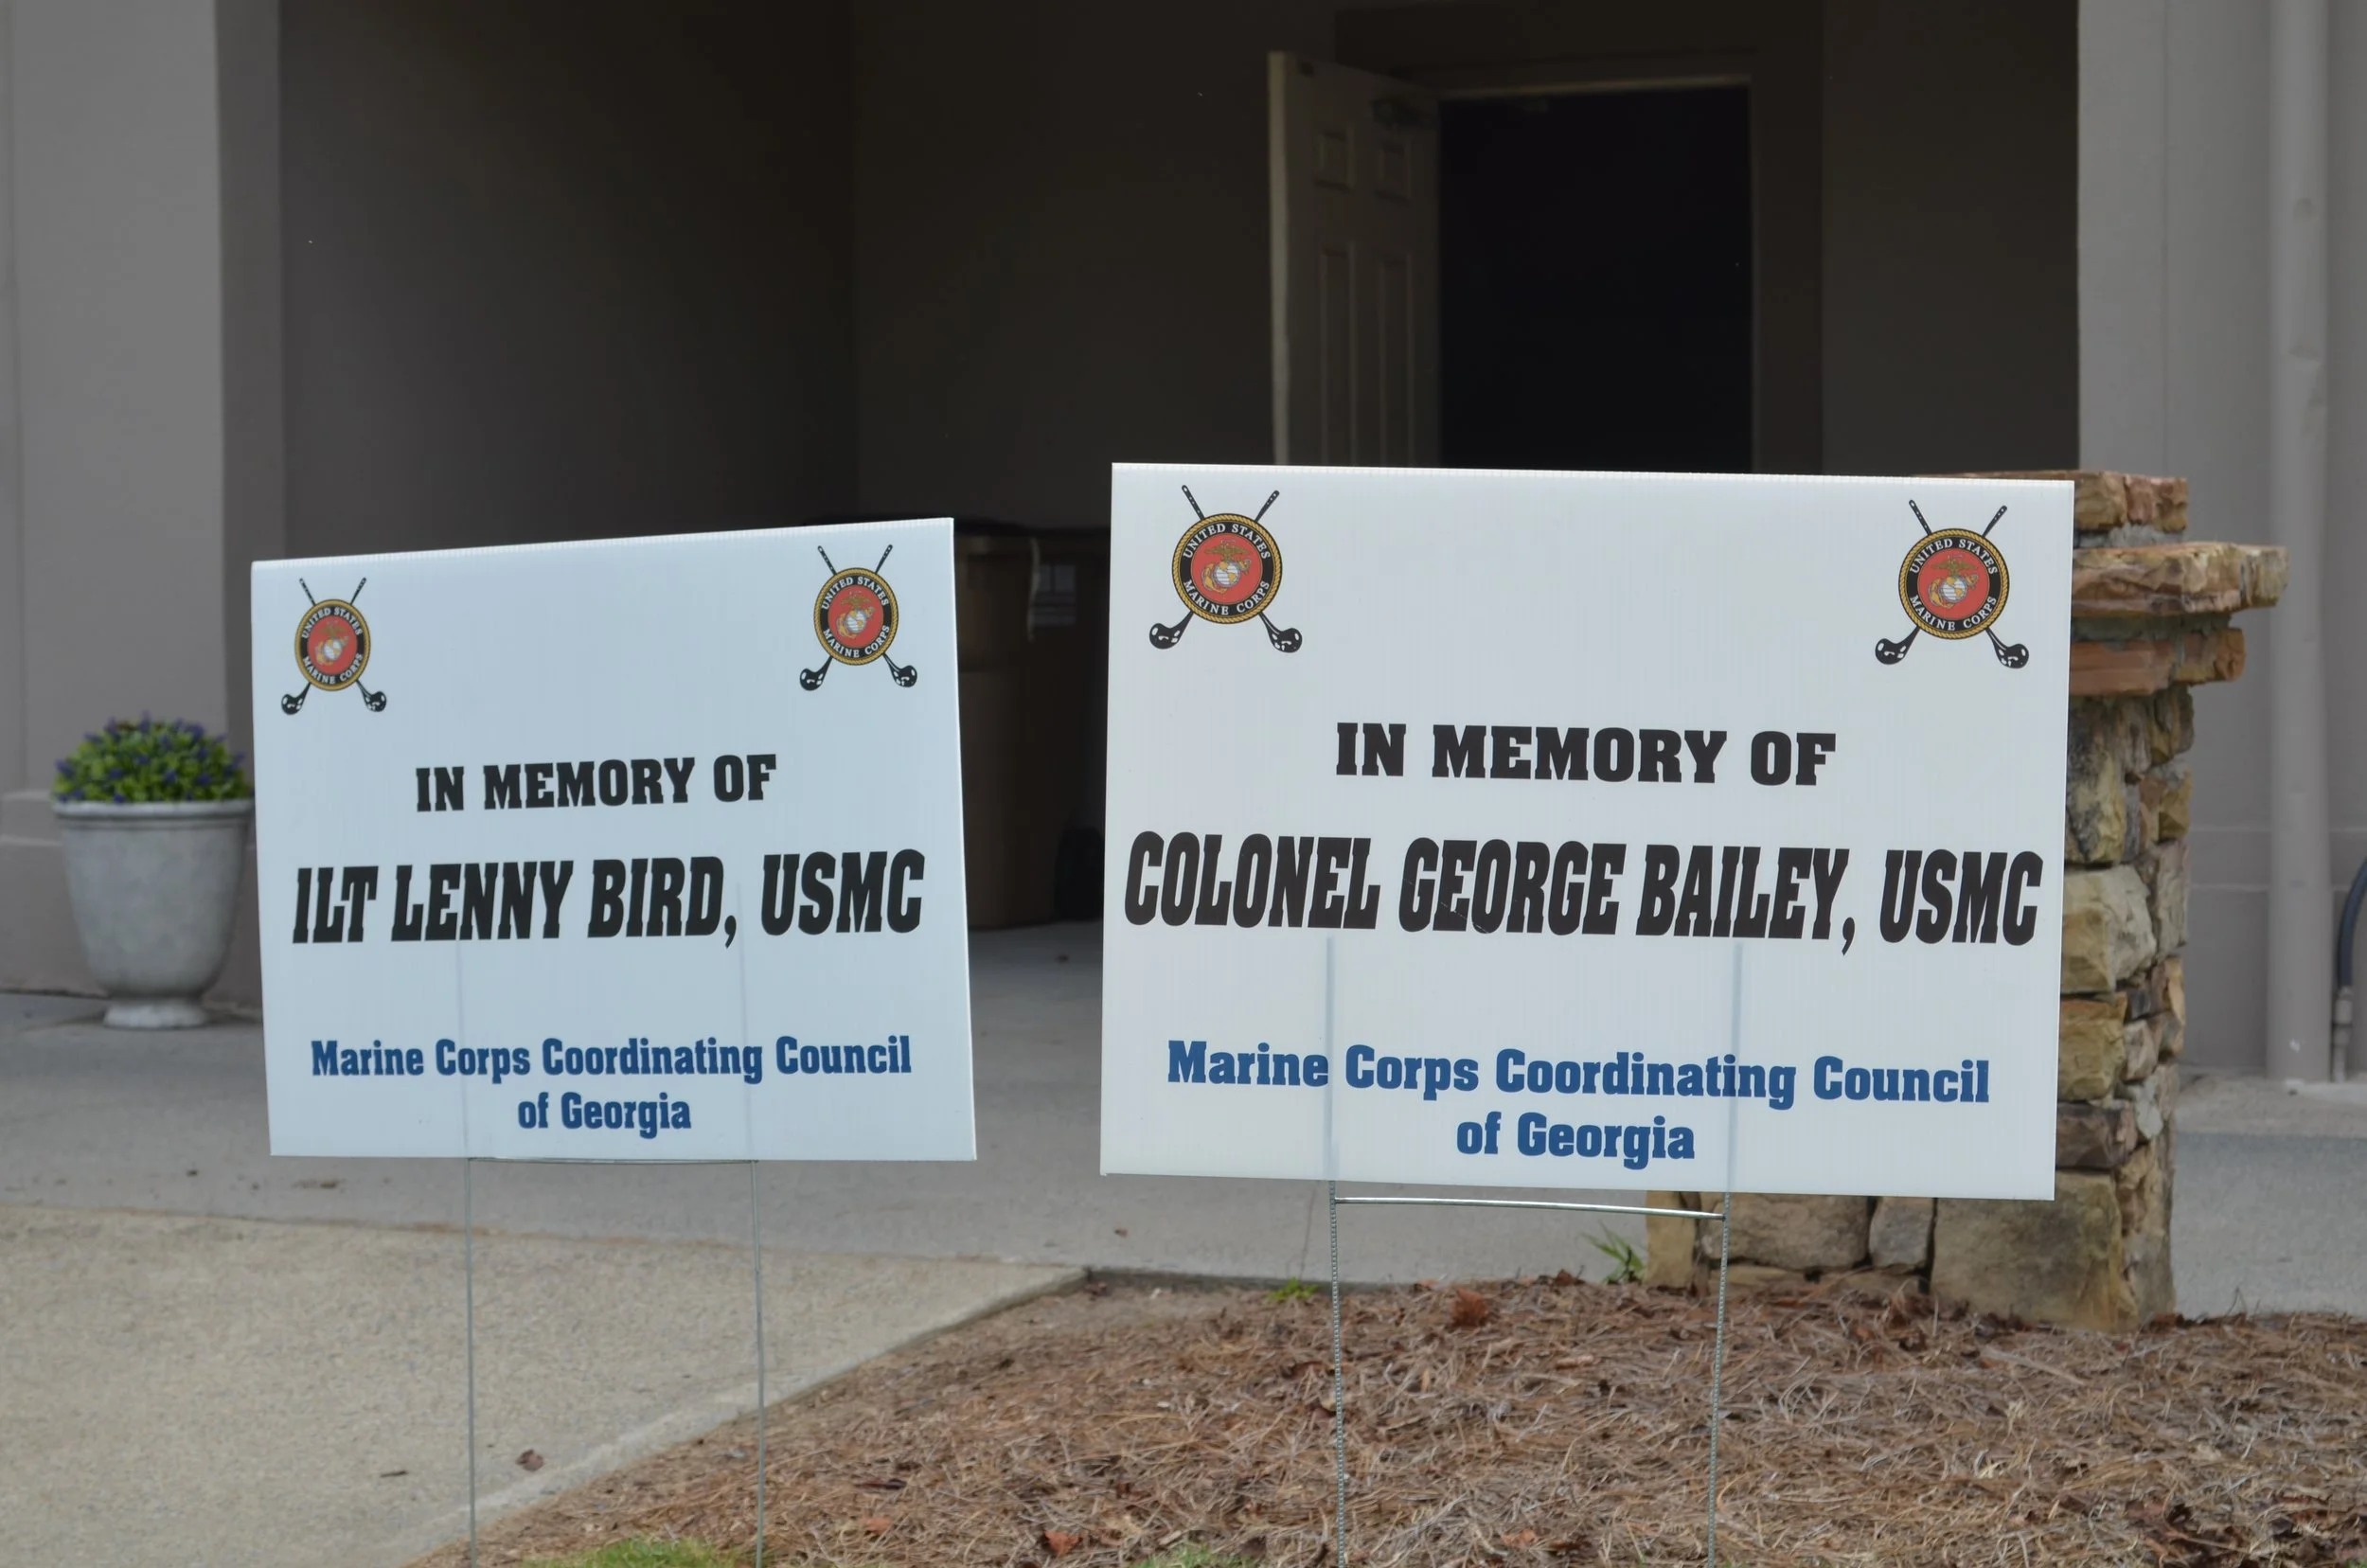 UNITED STATES
MARINE CORPS
UNITED STATES
MARINE CORPS
IN MEMORY OF
1LT LENNY BIRD, USMC
Marine Corps Coordinating Council
of Georgia
UNITED STATES
MARINE CORPS
UNITED STATES
MARINE CORPS
IN MEMORY OF
COLONEL GEORGE BAILEY, USMC
Marine Corps Coordinating Council
of Georgia